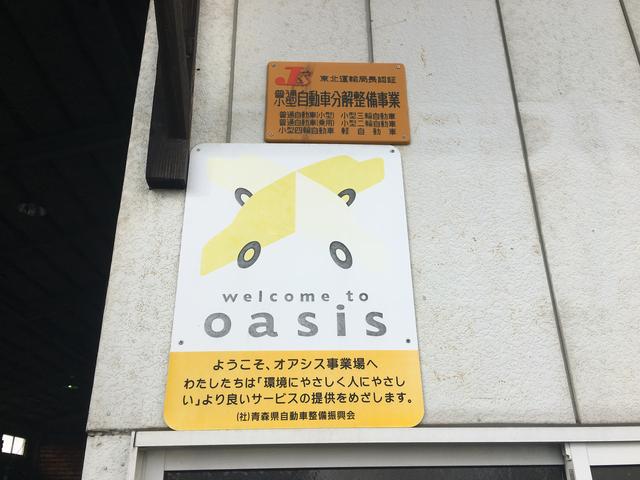 東北運輸局長認証
普通小型自動車分解整備事業
普通自動車(小型) 小型三輪自動車
普通自動車(乗用) 小型二輪自動車
小型四輪自動車 軽自動車
welcome to
oasis
ようこそ、オアシス事業場へ
わたしたちは「環境にやさしく人にやさし
い」より良いサービスの提供をめざします。
(社)青森県自動車整備振興会